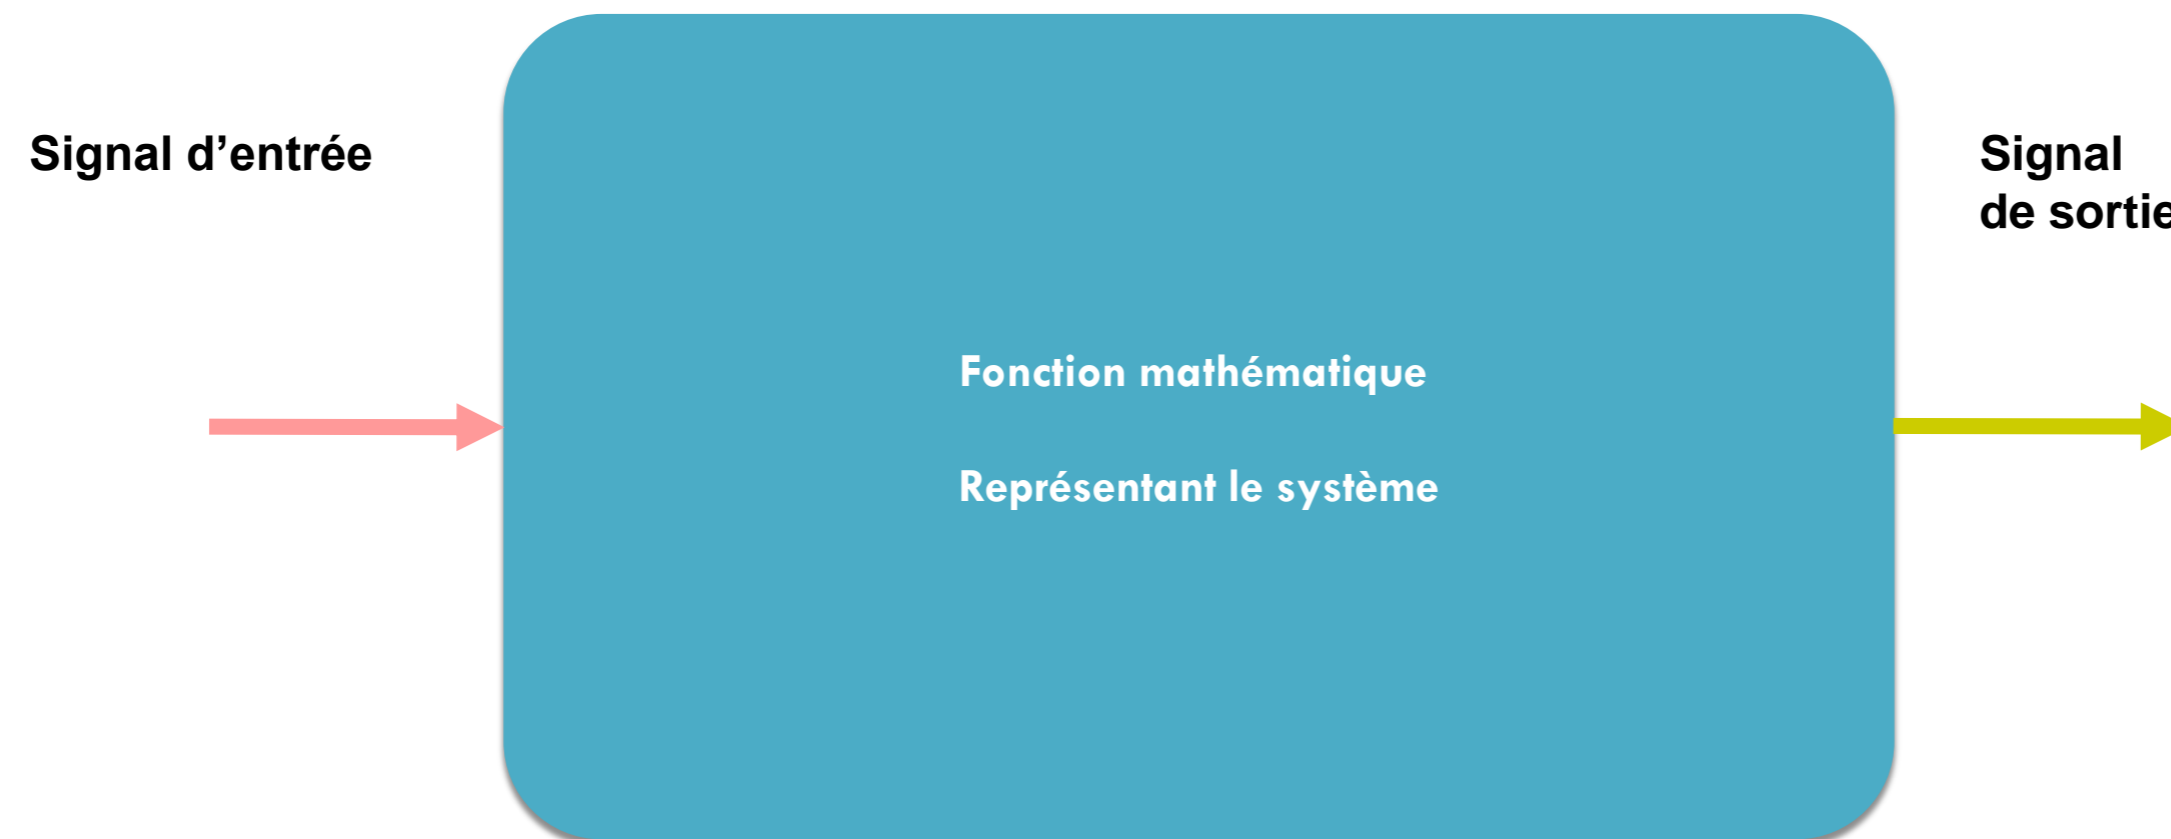 Signal d’entrée
Signal
de sortie
Fonction mathématique
Représentant le système